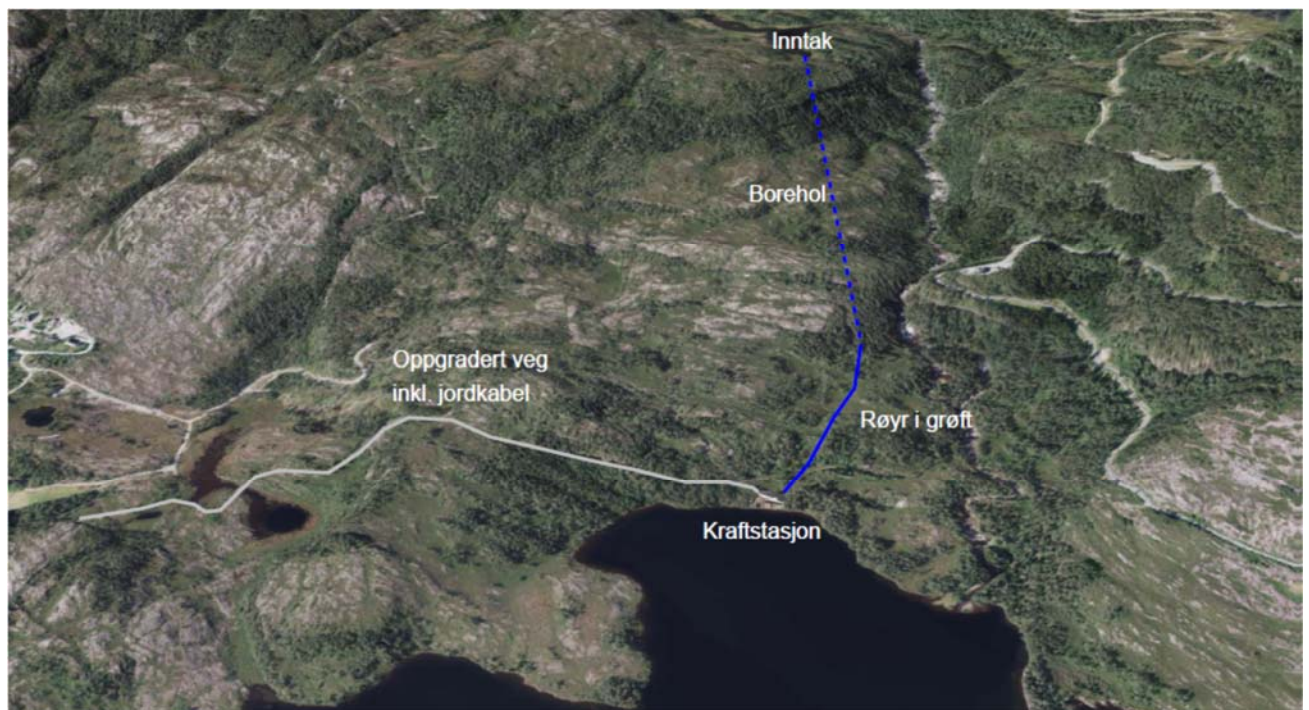 Inntak
Borehol
Oppgradert veg
inkl. jordkabel
Røyr i grøft
Kraftstasjon